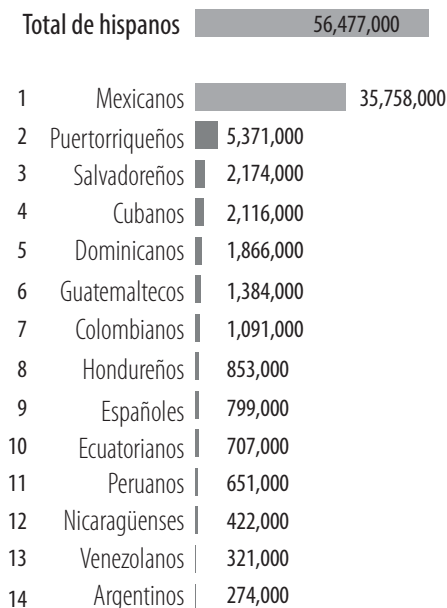 Total de hispanos 56,477,000
1 Mexicanos 35,758,000
2 Puertorriqueños 5,371,000
3 Salvadoreños 2,174,000
4 Cubanos 2,116,000
5 Dominicanos 1,866,000
6 Guatemaltecos 1,384,000
7 Colombianos 1,091,000
8 Hondureños 853,000
9 Españoles 799,000
10 Ecuatorianos 707,000
11 Peruanos 651,000
12 Nicaragüenses 422,000
13 Venezolanos 321,000
14 Argentinos 274,000